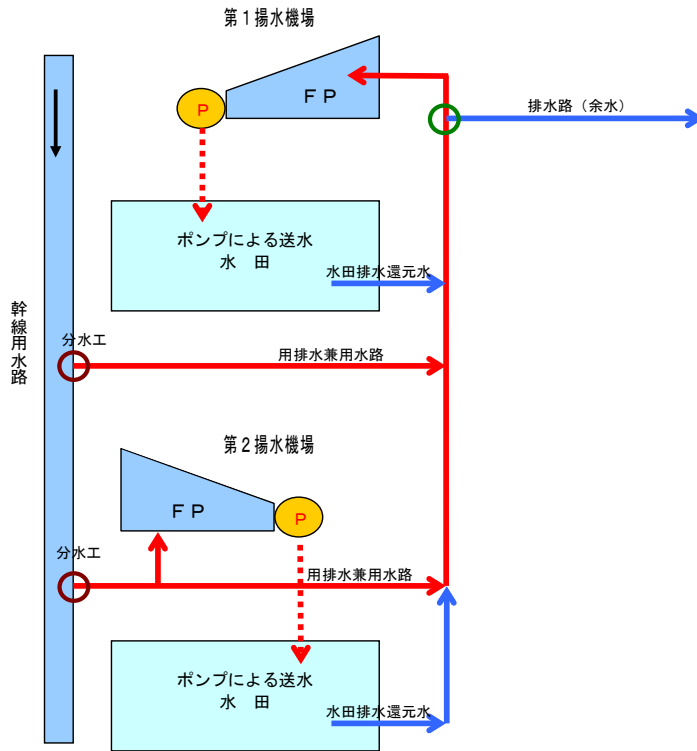 第１揚水機場
ＦＰ
Ｐ
排水路（余水）
ポンプによる送水
水　田
水田排水還元水
幹線用水路
分水工
用排水兼用水路
第２揚水機場
ＦＰ
Ｐ
分水工
用排水兼用水路
ポンプによる送水
水　田
水田排水還元水